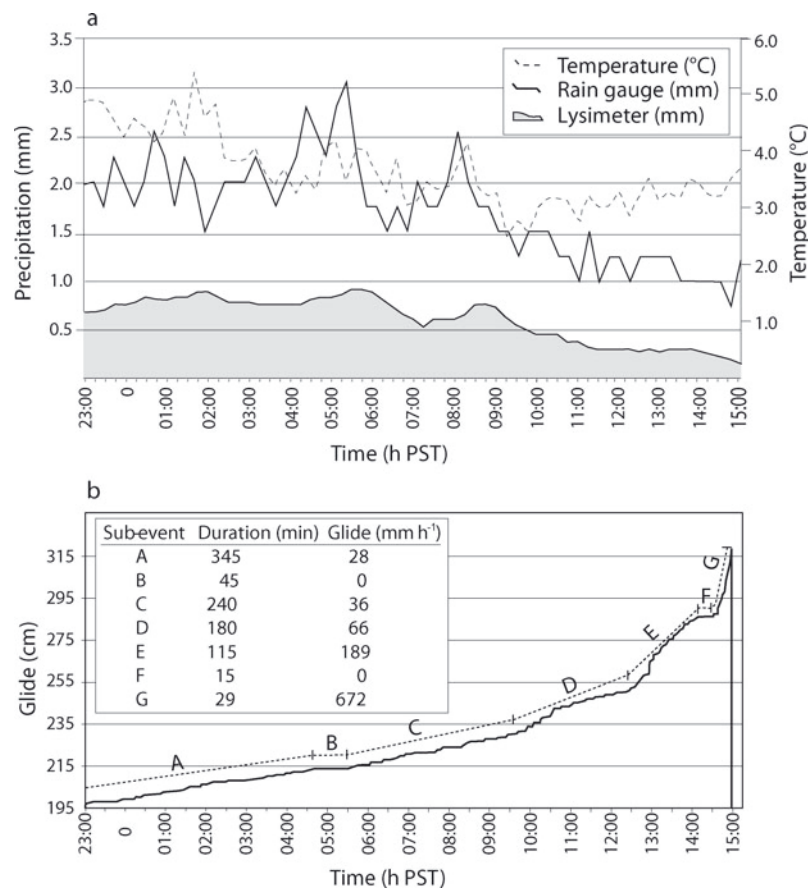 a
3.5
3.0
2.5
2.0
1.5
1.0
0.5
Precipitation (mm)
6.0
5.0
4.0
3.0
2.0
1.0
Temperature (°C)
Temperature (°C)
Rain gauge (mm)
Lysimeter (mm)
23:00
0
01:00
02:00
03:00
04:00
05:00
06:00
07:00
08:00
09:00
10:00
11:00
12:00
13:00
14:00
15:00
Time (h PST)
b
315
295
275
255
235
215
195
Glide (cm)
Sub-event Duration (min) Glide (mm h⁻¹)
A 345 28
B 45 0
C 240 36
D 180 66
E 115 189
F 15 0
G 29 672
A
B
C
D
E
F
G
23:00
0
01:00
02:00
03:00
04:00
05:00
06:00
07:00
08:00
09:00
10:00
11:00
12:00
13:00
14:00
15:00
Time (h PST)